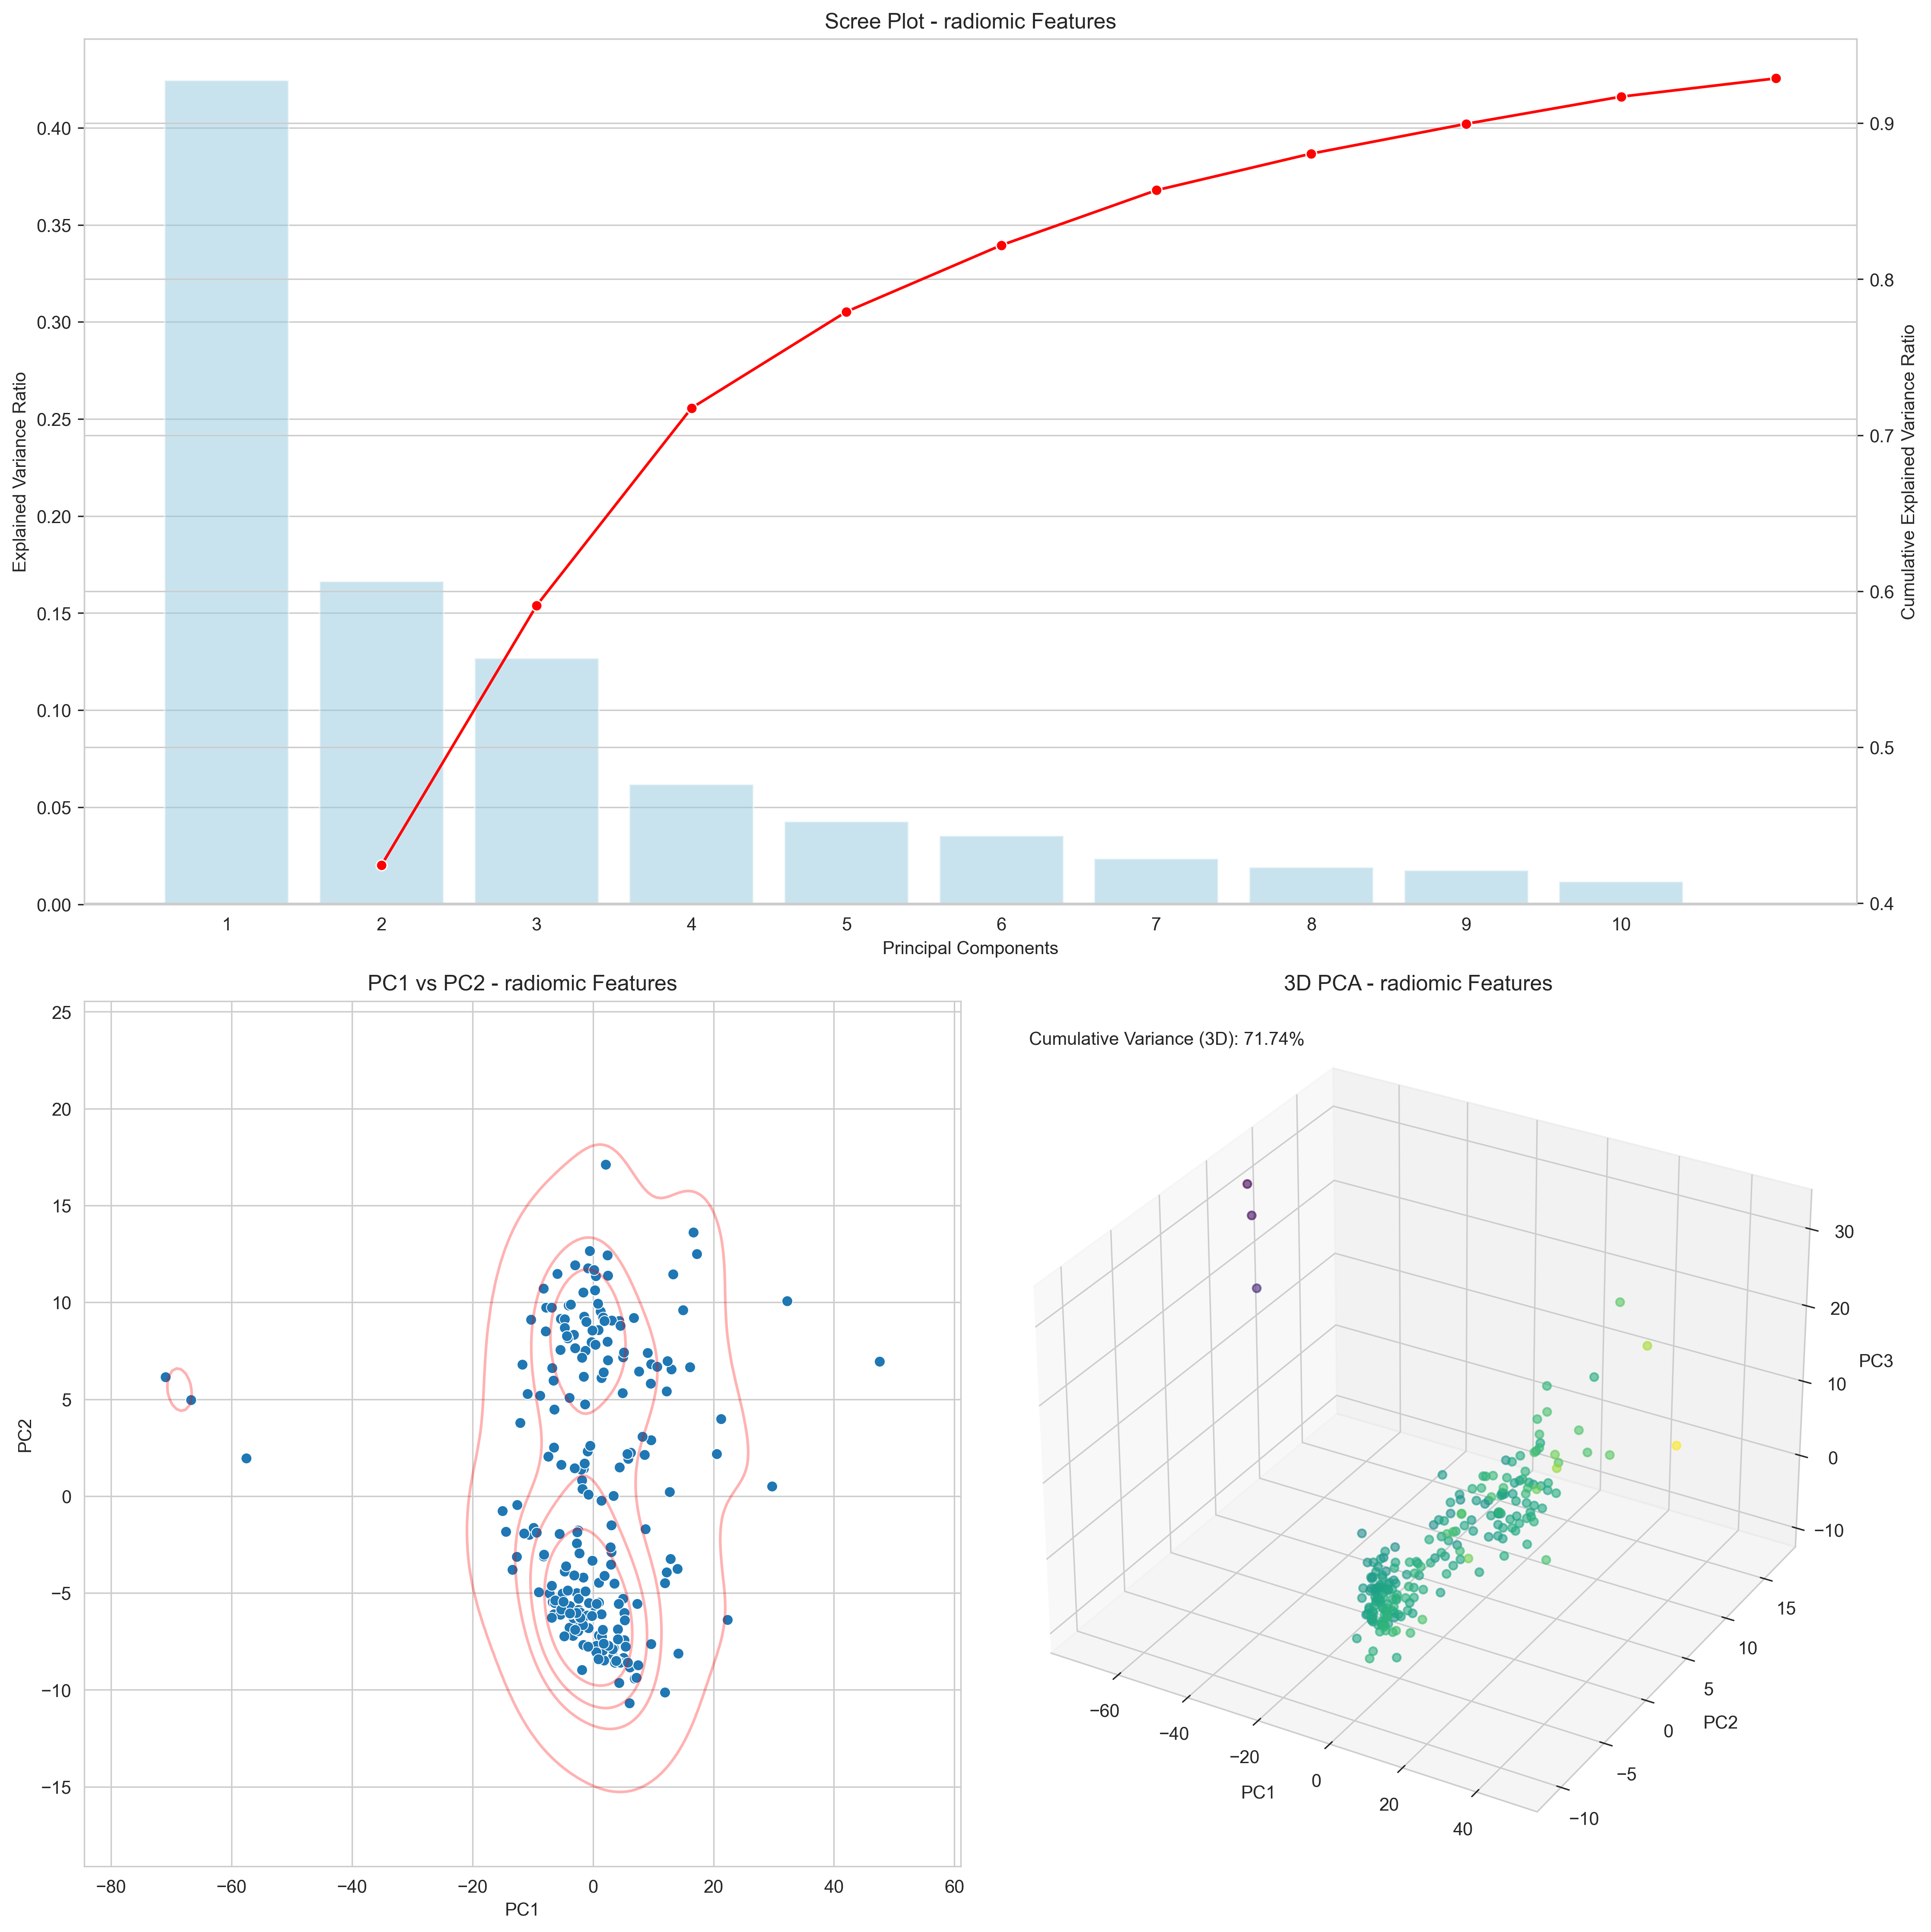 Scree Plot - radiomic Features
0.40
0.35
0.30
0.25
0.20
0.15
0.10
0.05
0.00
Explained Variance Ratio
0.9
0.8
0.7
0.6
0.5
0.4
Cumulative Explained Variance Ratio
1 2 3 4 5 6 7 8 9 10
Principal Components
PC1 vs PC2 - radiomic Features
25
20
15
10
5
0
−5
−10
−15
PC2
−80 −60 −40 −20 0 20 40 60
PC1
3D PCA - radiomic Features
Cumulative Variance (3D): 71.74%
30
20
10
0
−10
PC3
15
10
5
0
−5
−10
PC2
−60
−40
−20
0
20
40
PC1